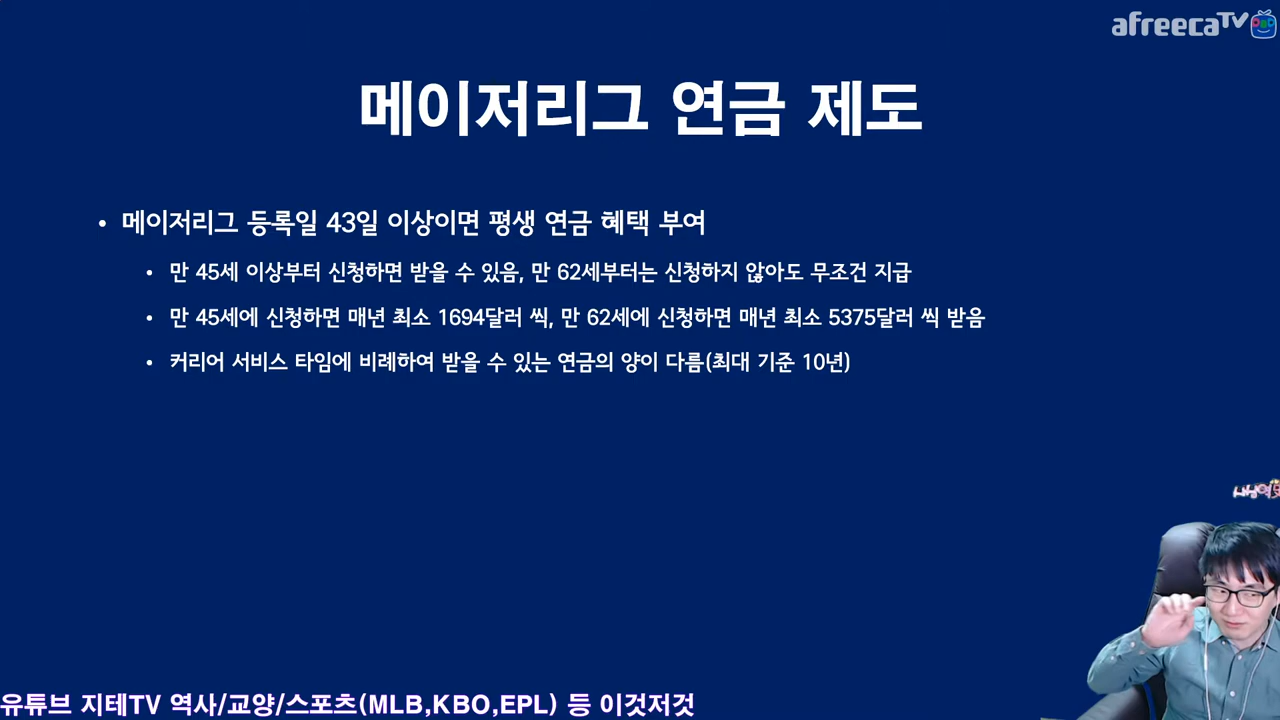 afreecaTV
메이저리그 연금 제도
• 메이저리그 등록일 43일 이상이면 평생 연금 혜택 부여
• 만 45세 이상부터 신청하면 받을 수 있음, 만 62세부터는 신청하지 않아도 무조건 지급
• 만 45세에 신청하면 매년 최소 1694달러 씩, 만 62세에 신청하면 매년 최소 5375달러 씩 받음
• 커리어 서비스 타임에 비례하여 받을 수 있는 연금의 양이 다름(최대 기준 10년)
유튜브 지테TV 역사/교양/스포츠(MLB,KBO,EPL) 등 이것저것